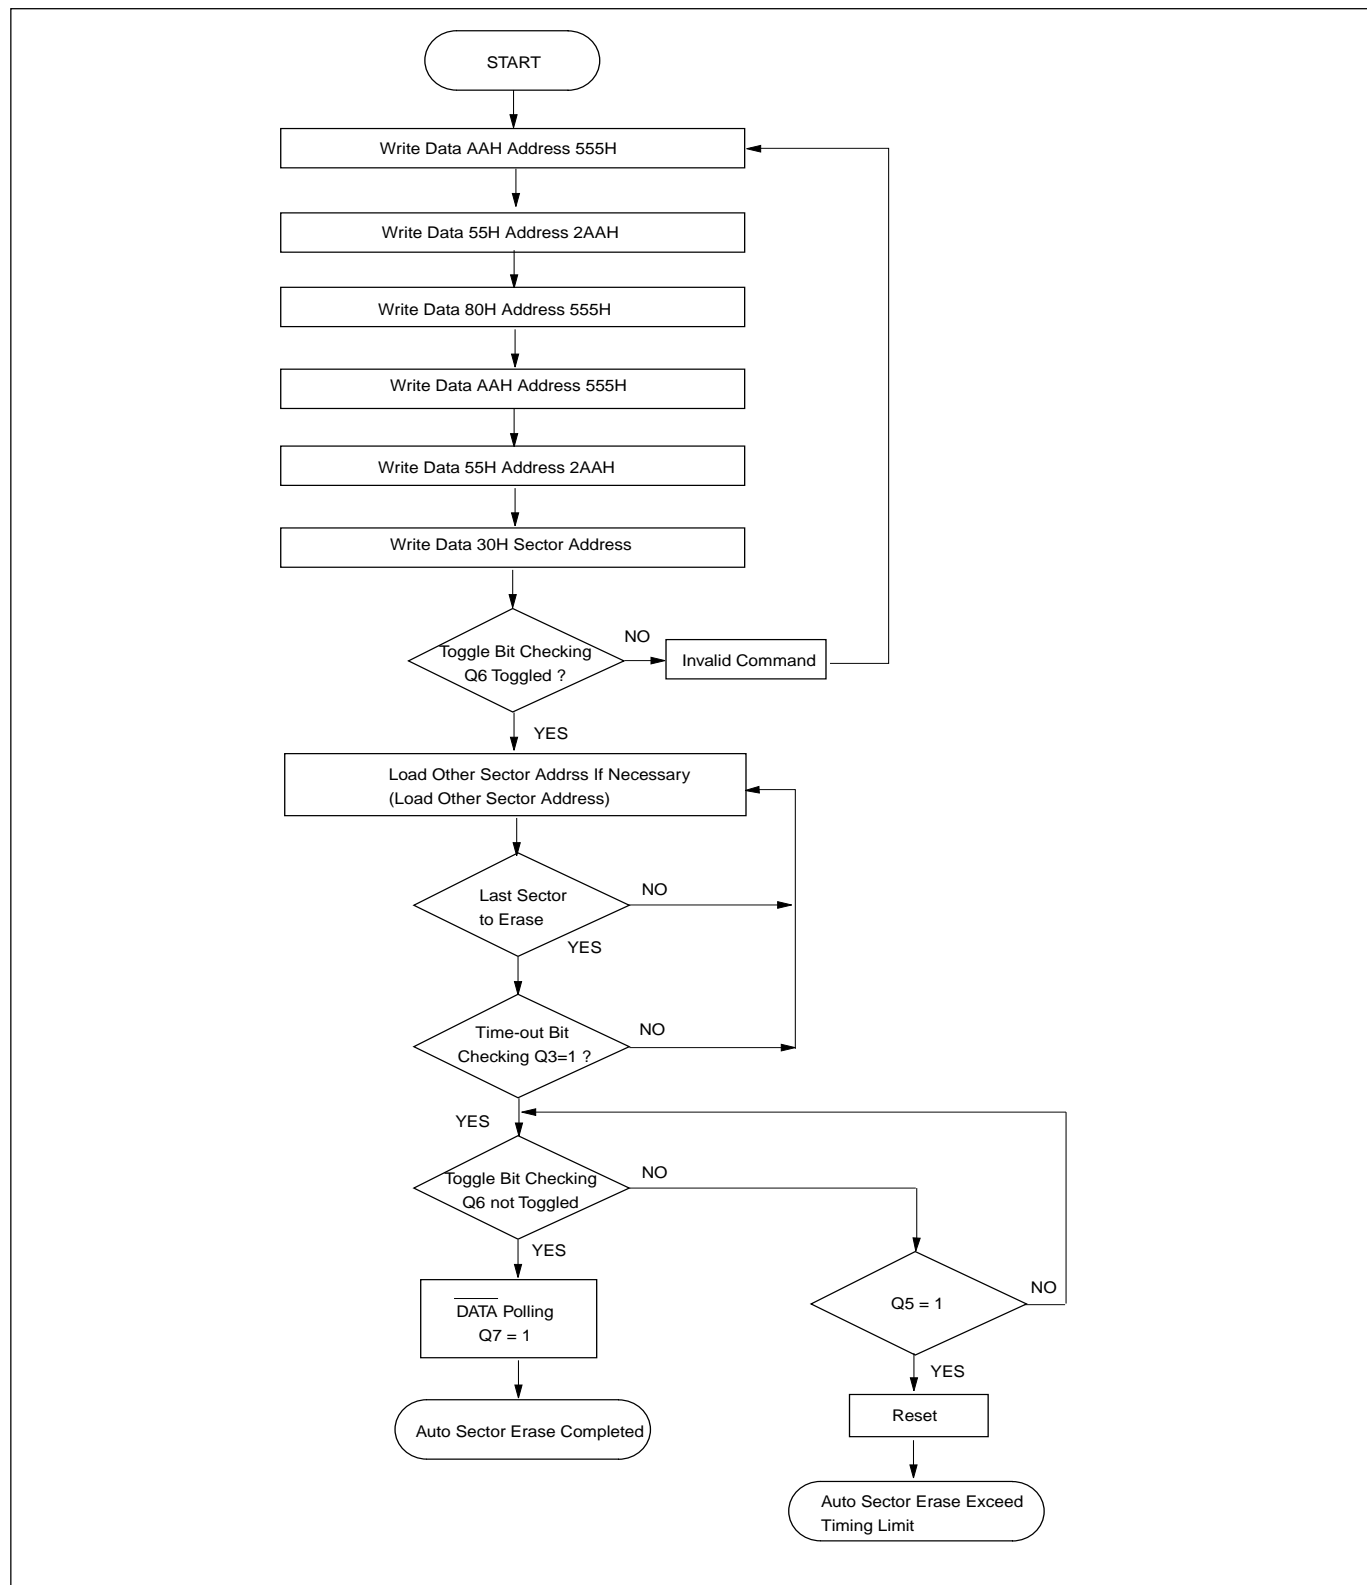 START
Write Data AAH Address 555H
Write Data 55H Address 2AAH
Write Data 80H Address 555H
Write Data AAH Address 555H
Write Data 55H Address 2AAH
Write Data 30H Sector Address
Toggle Bit Checking
Q6 Toggled ?
NO
Invalid Command
YES
Load Other Sector Addrss If Necessary
(Load Other Sector Address)
Last Sector
to Erase
NO
YES
Time-out Bit
Checking Q3=1 ?
NO
YES
Toggle Bit Checking
Q6 not Toggled
NO
YES
DATA Polling
Q7 = 1
Q5 = 1
NO
YES
Reset
Auto Sector Erase Completed
Auto Sector Erase Exceed
Timing Limit